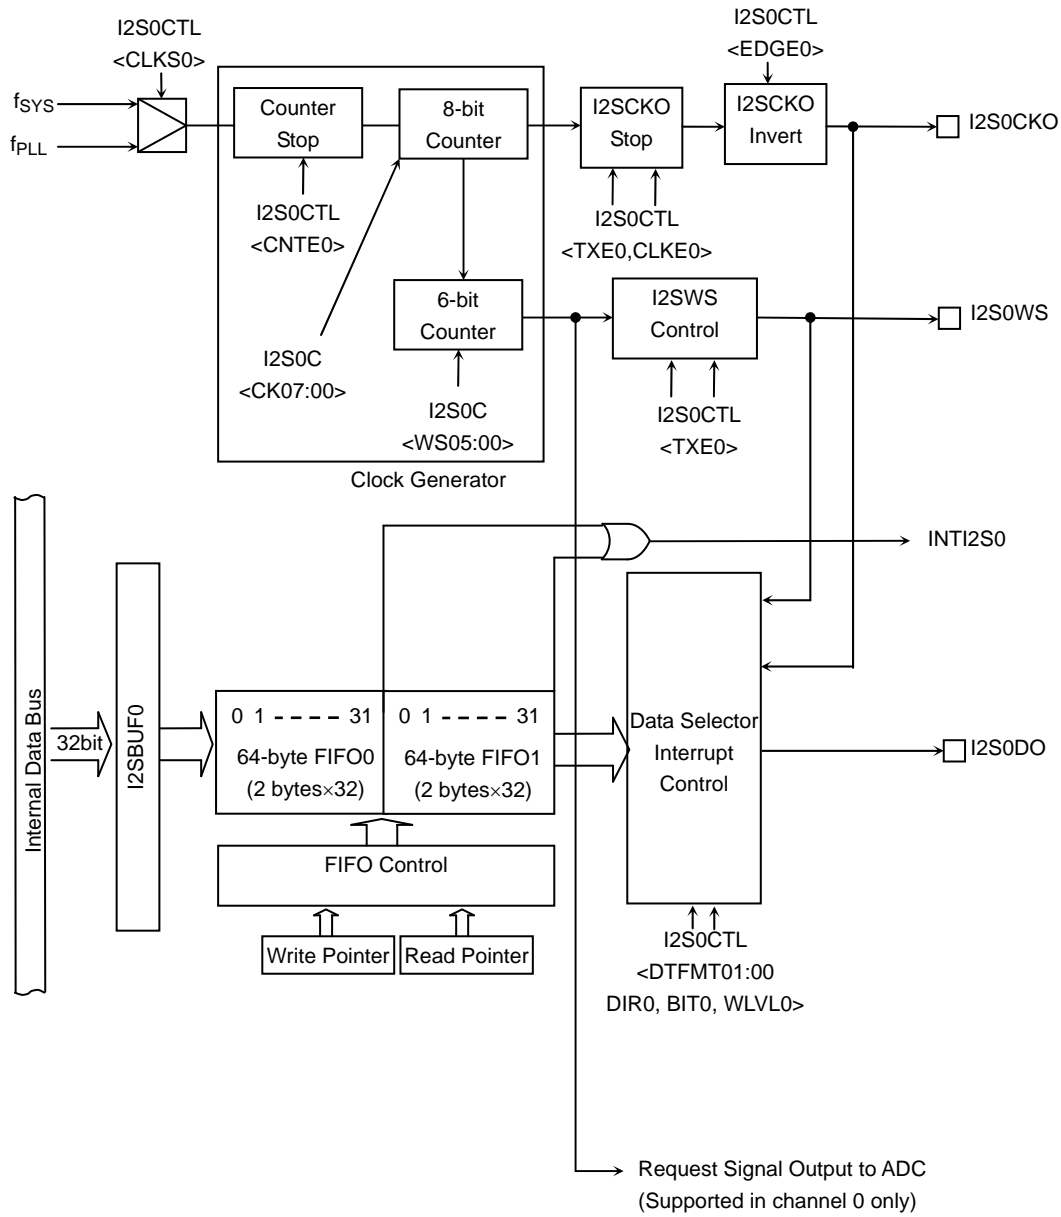 I2S0CTL
<CLKS0>
I2S0CTL
<EDGE0>
fSYS
fPLL
Counter
Stop
8-bit
Counter
I2SCKO
Stop
I2SCKO
Invert
I2S0CKO
I2S0CTL
<CNTE0>
I2S0CTL
<TXE0,CLKE0>
6-bit
Counter
I2SWS
Control
I2S0WS
I2S0C
<CK07:00>
I2S0C
<WS05:00>
I2S0CTL
<TXE0>
Clock Generator
INTI2S0
Internal Data Bus
32bit
I2SBUF0
0 1 ----- 31
64-byte FIFO0
(2 bytes×32)
0 1 ----- 31
64-byte FIFO1
(2 bytes×32)
Data Selector
Interrupt
Control
I2S0DO
FIFO Control
Write Pointer
Read Pointer
I2S0CTL
<DTFMT01:00
DIR0, BIT0, WLVL0>
Request Signal Output to ADC
(Supported in channel 0 only)